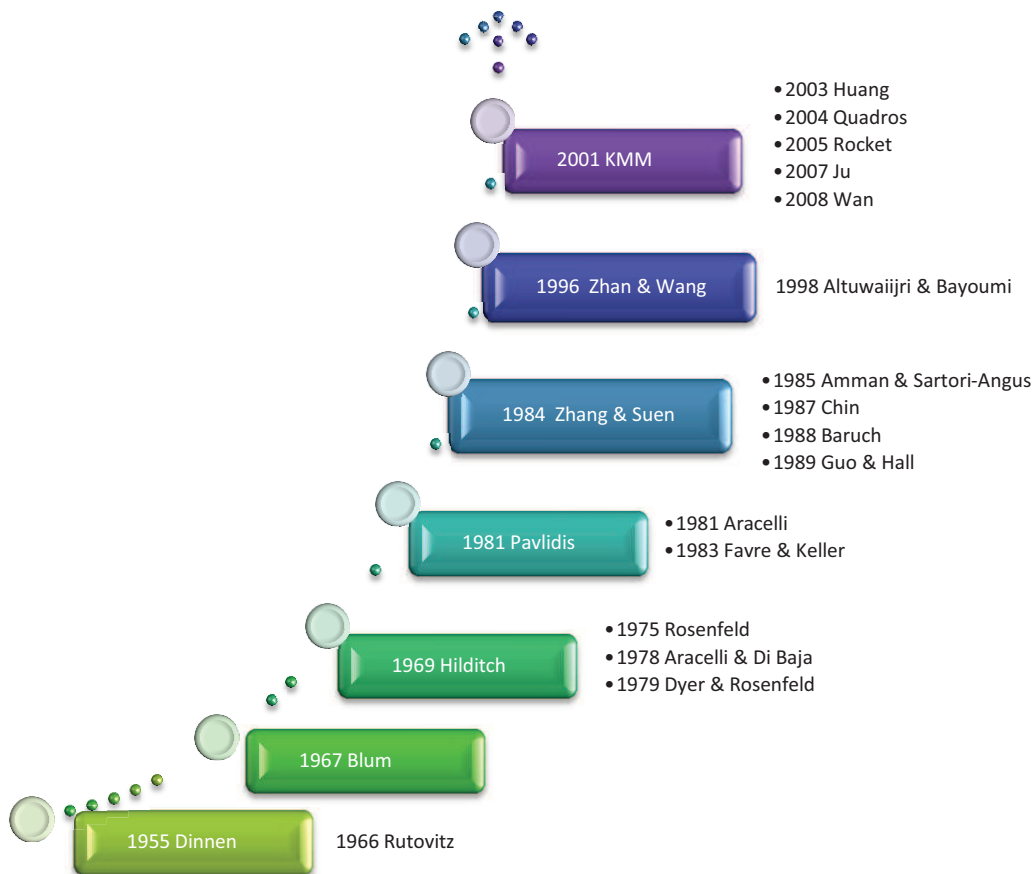 • 2003 Huang
• 2004 Quadros
• 2005 Rocket
• 2007 Ju
• 2008 Wan
2001 KMM
1996 Zhan & Wang
1998 Altuwaiijri & Bayoumi
1984 Zhang & Suen
• 1985 Amman & Sartori-Angus
• 1987 Chin
• 1988 Baruch
• 1989 Guo & Hall
1981 Pavlidis
• 1981 Aracelli
• 1983 Favre & Keller
1969 Hilditch
• 1975 Rosenfeld
• 1978 Aracelli & Di Baja
• 1979 Dyer & Rosenfeld
1967 Blum
1955 Dinnen
1966 Rutovitz